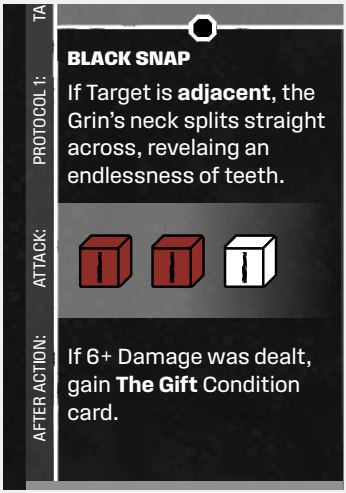 TA
BLACK SNAP
PROTOCOL 1:
If Target is adjacent, the
Grin's neck splits straight
across, revelaing an
endlessness of teeth.
ATTACK:
AFTER ACTION:
If 6+ Damage was dealt,
gain The Gift Condition
card.